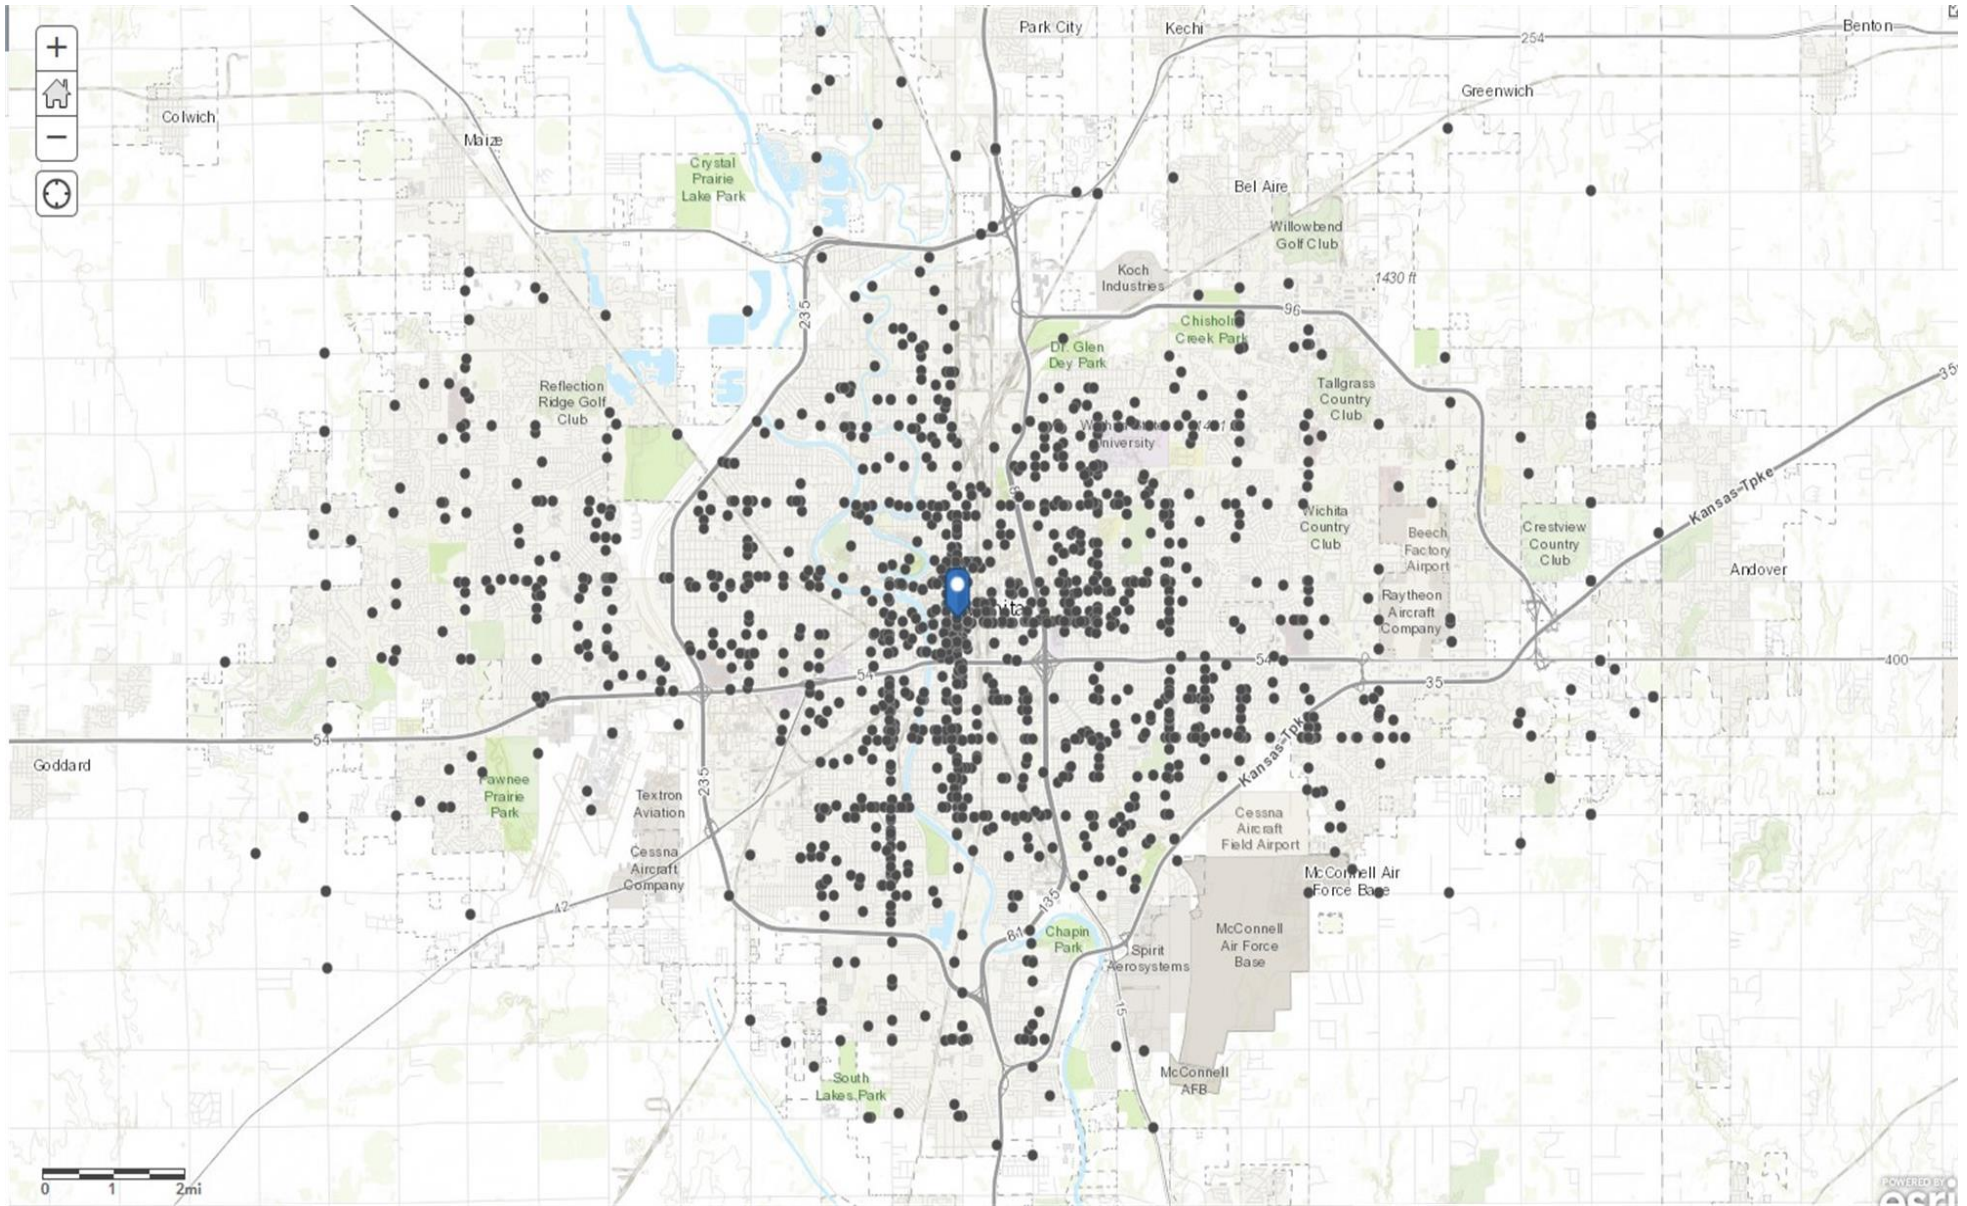 Park City
Kechi
Benton
254
Greenwich
Colwich
Maize
Crystal
Prairie
Lake Park
Bel Aire
Willowbend
Golf Club
Koch
Industries
1430 ft
235
96
Chisholm
Creek Park
Dr. Glen
Dey Park
Reflection
Ridge Golf
Club
Tallgrass
Country
Club
35
University
Kansas-Tpke
Wichita
Country
Club
Beech
Factory
Airport
Crestview
Country
Club
Andover
Raytheon
Aircraft
Company
54
54
400
35
54
Goddard
Pawnee
Prairie
Park
235
Textron
Aviation
Kansas-Tpk
Cessna
Aircraft
Field Airport
Cessna
Aircraft
Company
McConnell Air
Force Base
42
135
81
Chapin
Park
McConnell
Air Force
Base
Spirit
Aerosystems
15
McConnell
AFB
South
Lakes Park
0 1 2mi
POWERED BY
esri